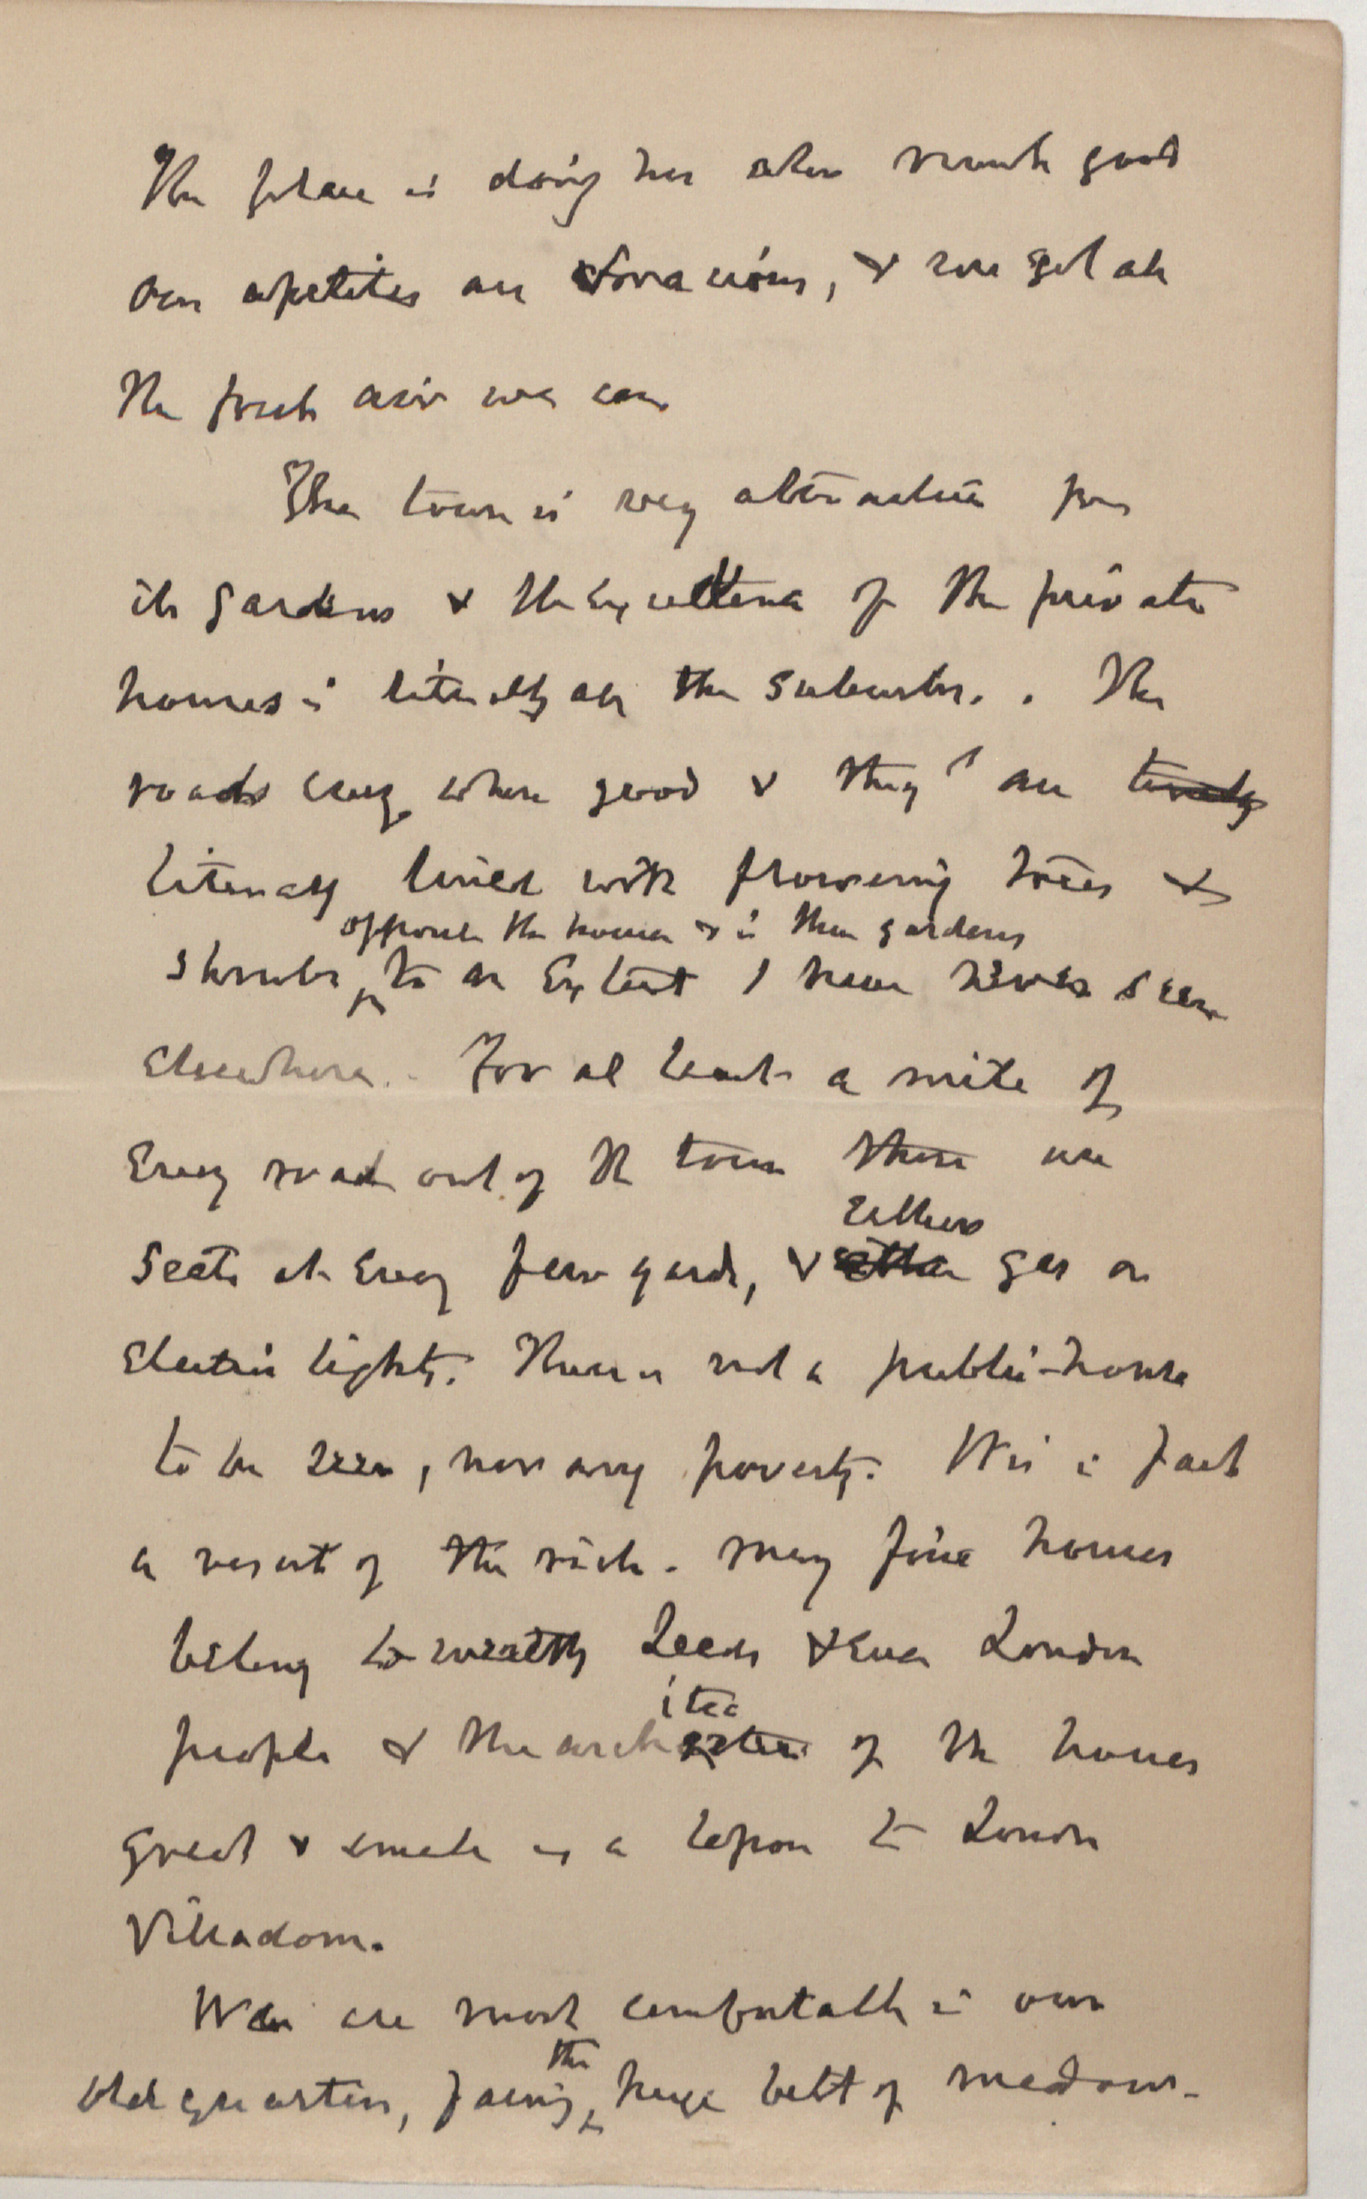 The place is doing her also much good
Our apetites are voracious, & we get all
The fresh air we can
The town is very attractive for
its gardens & the excellence of the private
houses in literally all the suburbs. The
roads every where good & they are
literally lined with flowering trees &
opposite the houses & in their gardens
shrubs, to an extent I have never seen
Elsewhere. For at least a mile of
Every road out of the town there are
Either
Seats at Every few yards, & gas or
Electric lights. There is not a public-house
to be seen, nor any poverty. It is in fact
a resort of the rich. Many fine houses
belong to wealthy Leeds & even London
itec
people & the arch of the houses
great & small is a lesson to London
Villadom.
We are most comfortable in our
the
old quarters, facing huge belt of meadow-